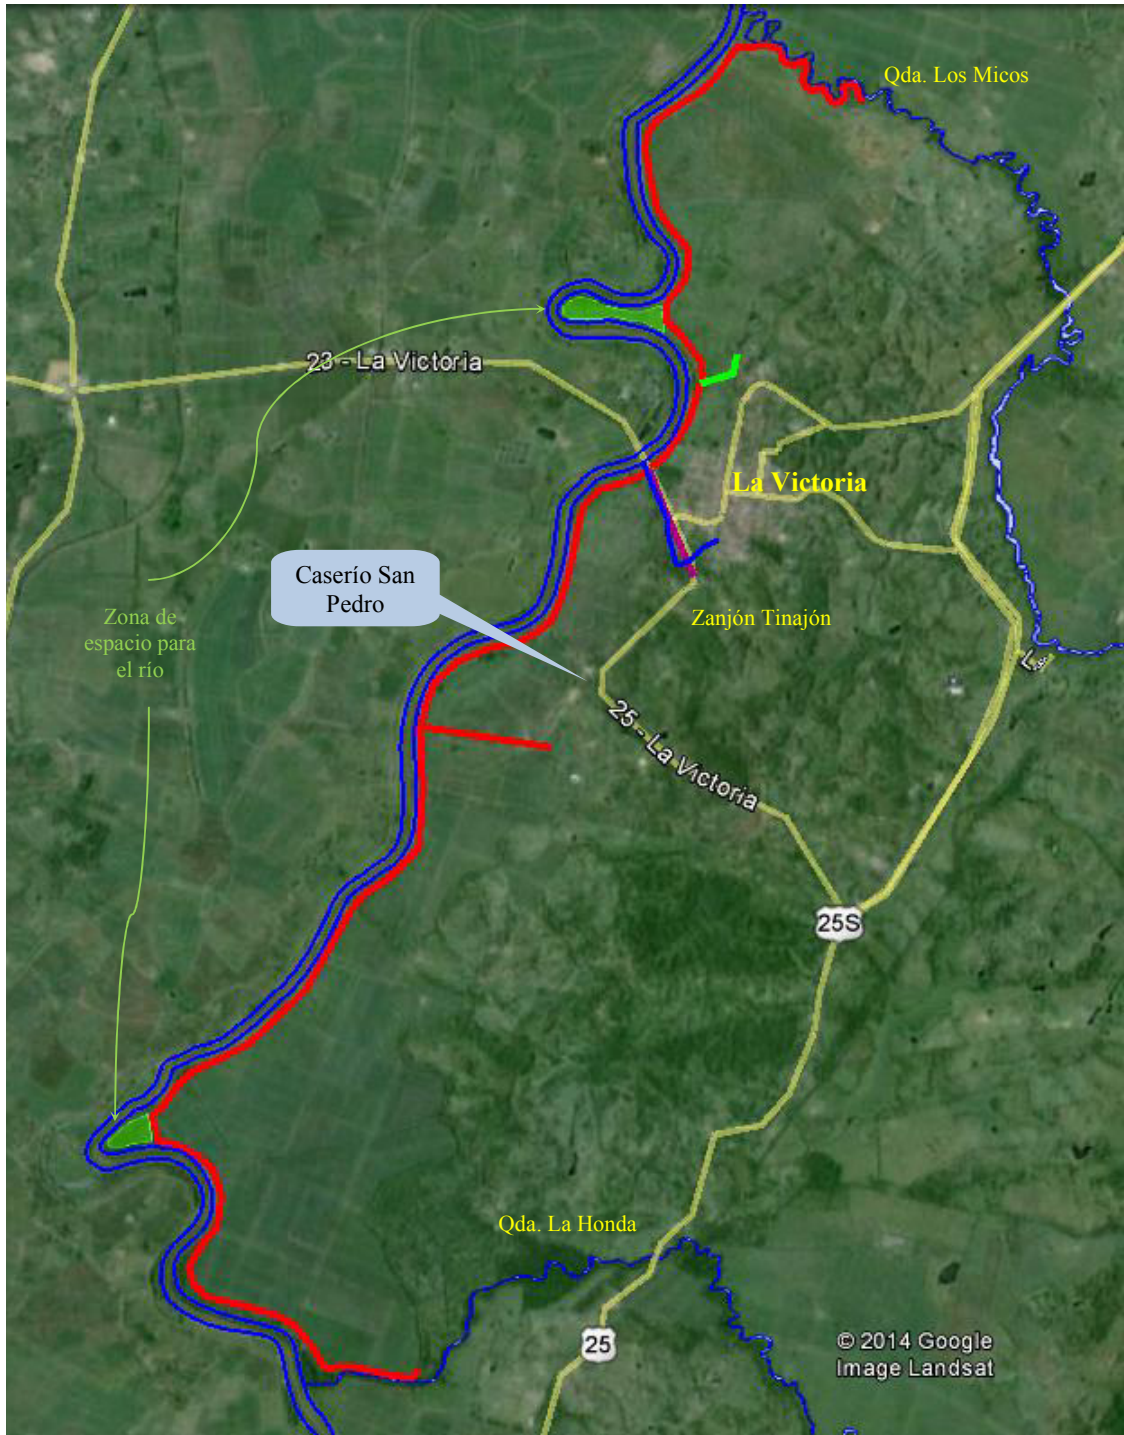 Qda. Los Micos
23 - La Victoria
La Victoria
Caserío San
Pedro
Zona de
espacio para
el río
Zanjón Tinajón
25 - La Victoria
25S
Qda. La Honda
25
© 2014 Google
Image Landsat